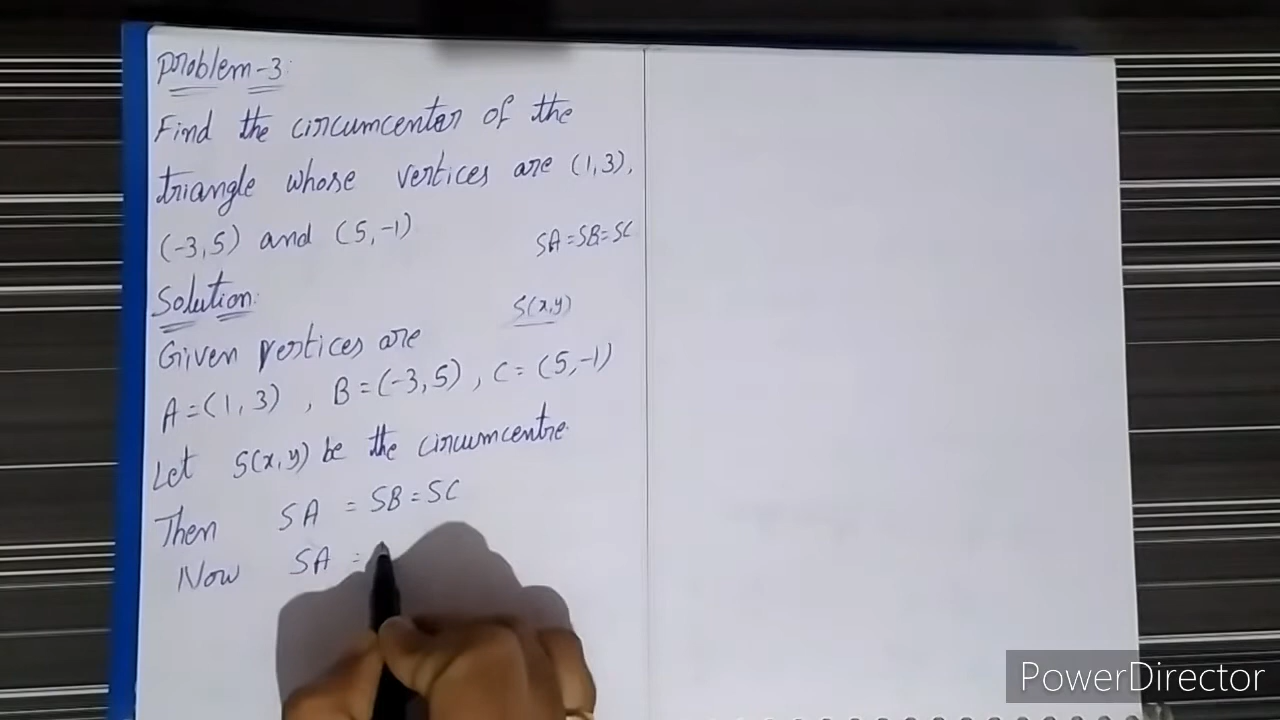 Problem-3:
Find the circumcenter of the
triangle whose vertices are (1,3),
(-3,5) and (5,-1)
SA=SB=SC
Solution:
S(x,y)
Given vertices are
A=(1,3), B=(-3,5), C=(5,-1)
Let S(x,y) be the circumcentre.
Then SA = SB = SC
Now SA =
PowerDirector